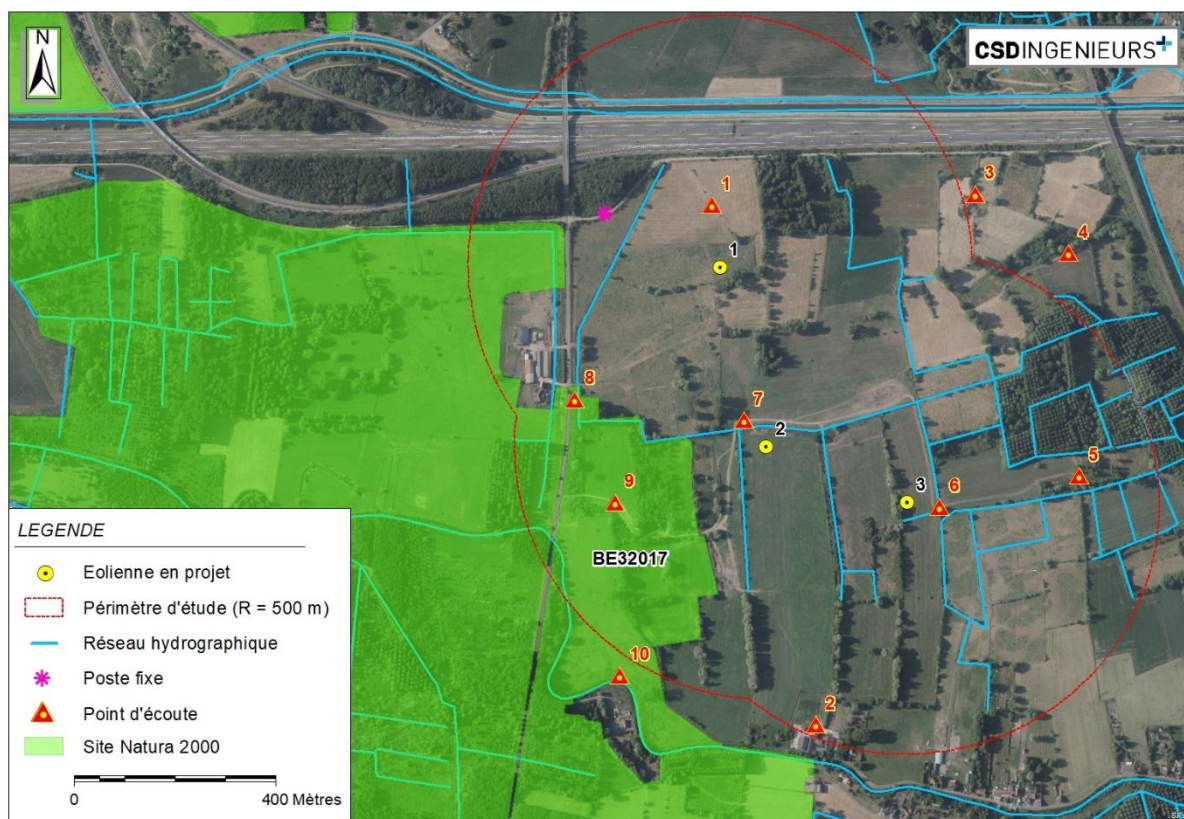 N
CSDINGENIEURS+
1
3
4
1
8
7
2
5
3
6
9
BE32017
10
2
LEGENDE
Eolienne en projet
Périmètre d'étude (R = 500 m)
Réseau hydrographique
Poste fixe
Point d'écoute
Site Natura 2000
0
400 Mètres